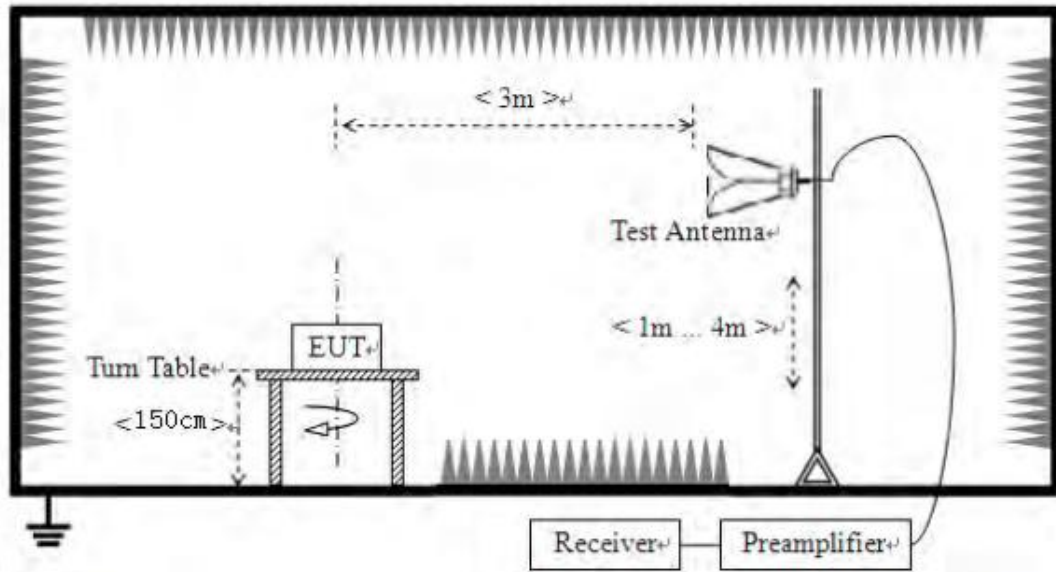 < 3m >↵
Test Antenna↵
< 1m ... 4m >↵
EUT↵
Turn Table↵
<150cm>↵
Receiver↵
Preamplifier↵